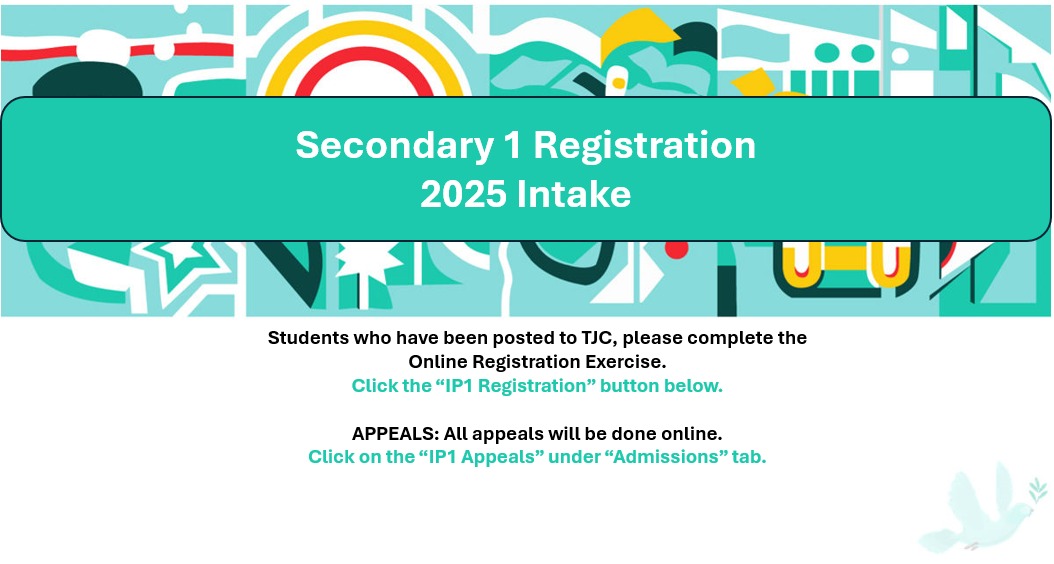 Secondary 1 Registration
2025 Intake
Students who have been posted to TJC, please complete the
Online Registration Exercise.
Click the “IP1 Registration” button below.
APPEALS: All appeals will be done online.
Click on the “IP1 Appeals” under “Admissions” tab.